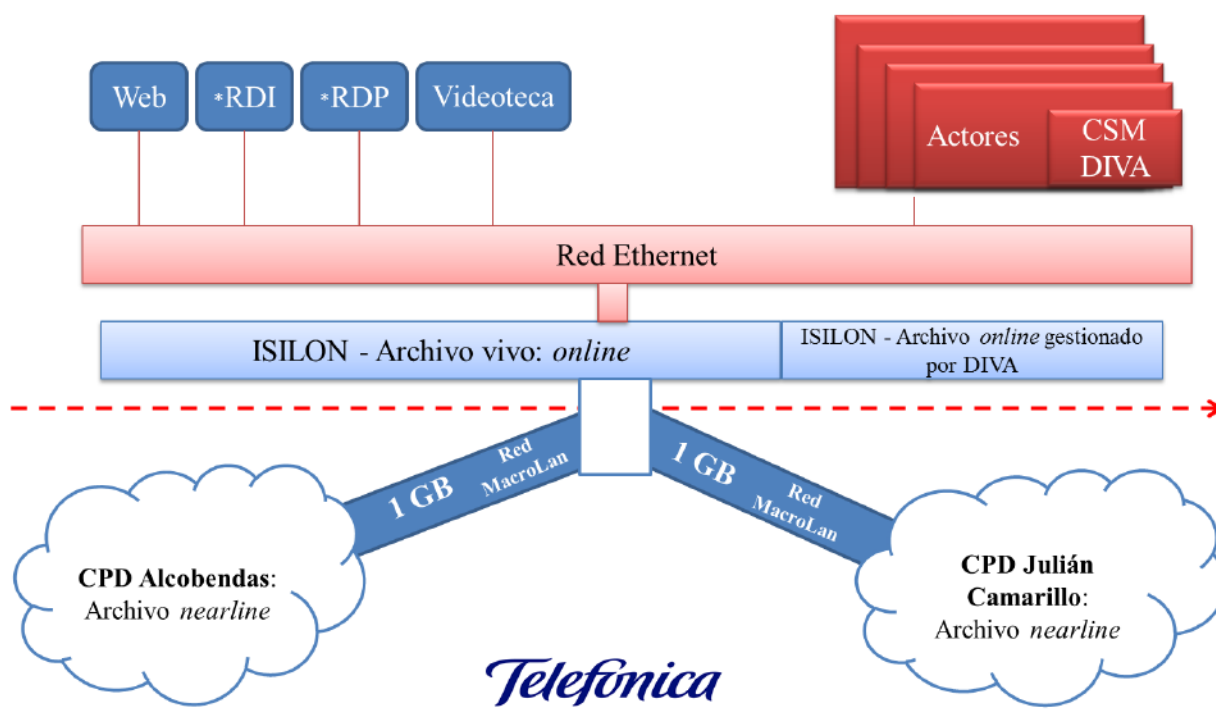 Web
*RDI
*RDP
Videoteca
Actores
CSM
DIVA
Red Ethernet
ISILON - Archivo vivo: online
ISILON - Archivo online gestionado
por DIVA
1 GB
Red
MacroLan
1 GB
Red
MacroLan
CPD Alcobendas:
Archivo nearline
CPD Julián
Camarillo:
Archivo nearline
Telefónica